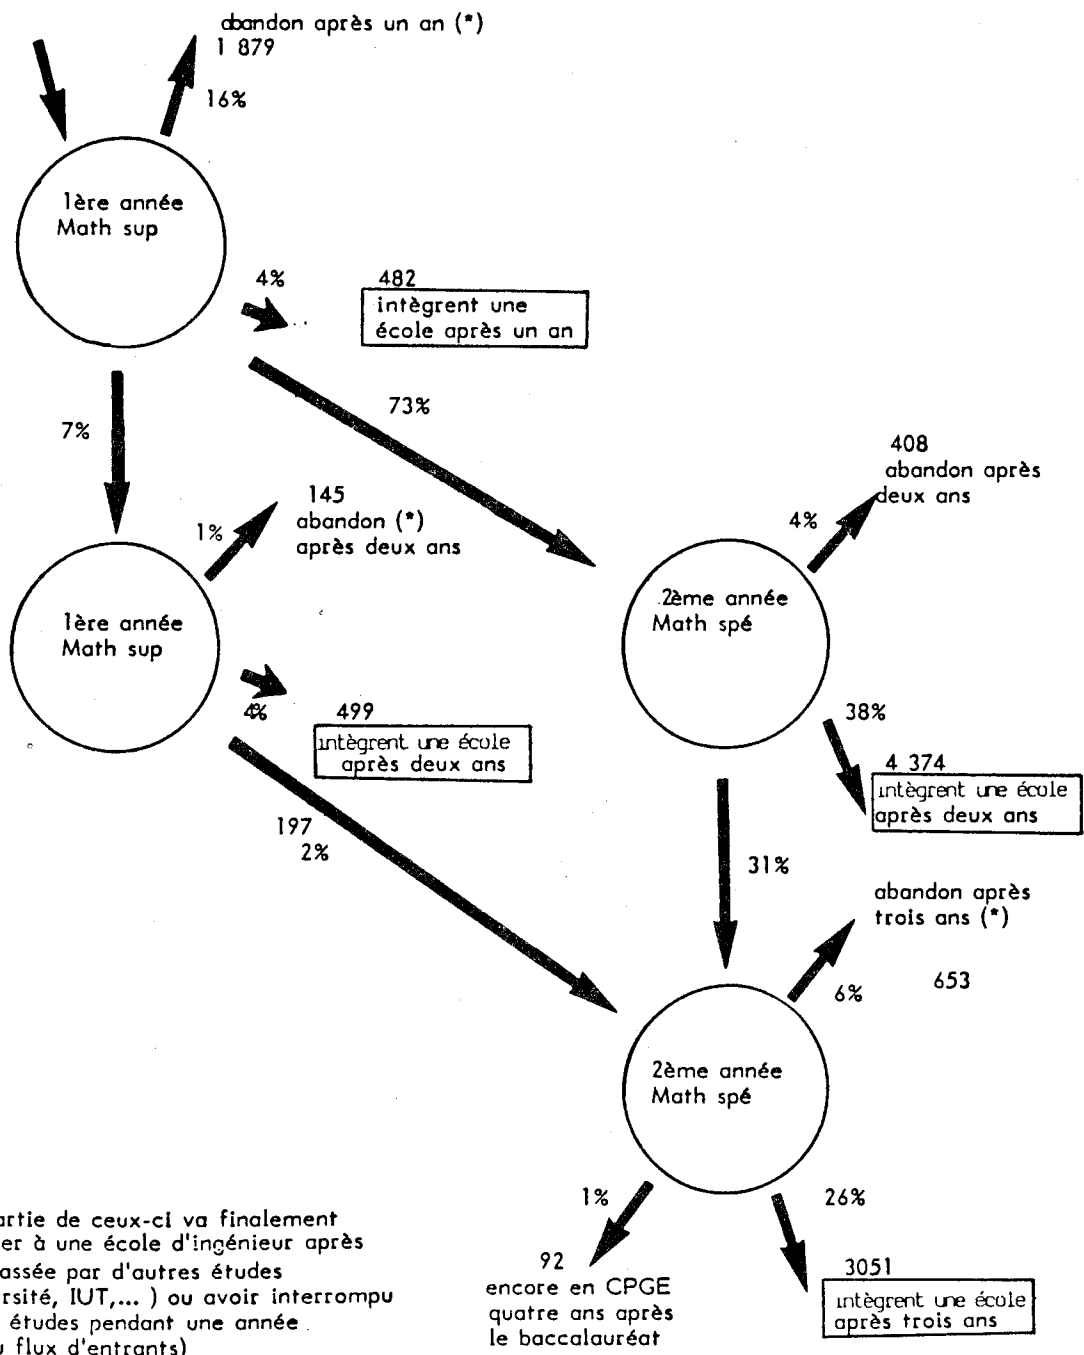 abandon après un an (*)
1 879
16%
1ère année
Math sup
4%
482
intègrent une
école après un an
73%
7%
408
abandon après
deux ans
4%
145
abandon (*)
après deux ans
1%
1ère année
Math sup
2ème année
Math spé
4%
499
intègrent une école
après deux ans
38%
4 374
intègrent une école
après deux ans
197
2%
31%
abandon après
trois ans (*)
653
6%
2ème année
Math spé
1%
92
encore en CPGE
quatre ans après
le baccalauréat
26%
3051
intègrent une école
après trois ans
artie de ceux-ci va finalement
er à une école d'ingénieur après
assée par d'autres études
rsité, IUT,... ) ou avoir interrompu
études pendant une année
u flux d'entrants)